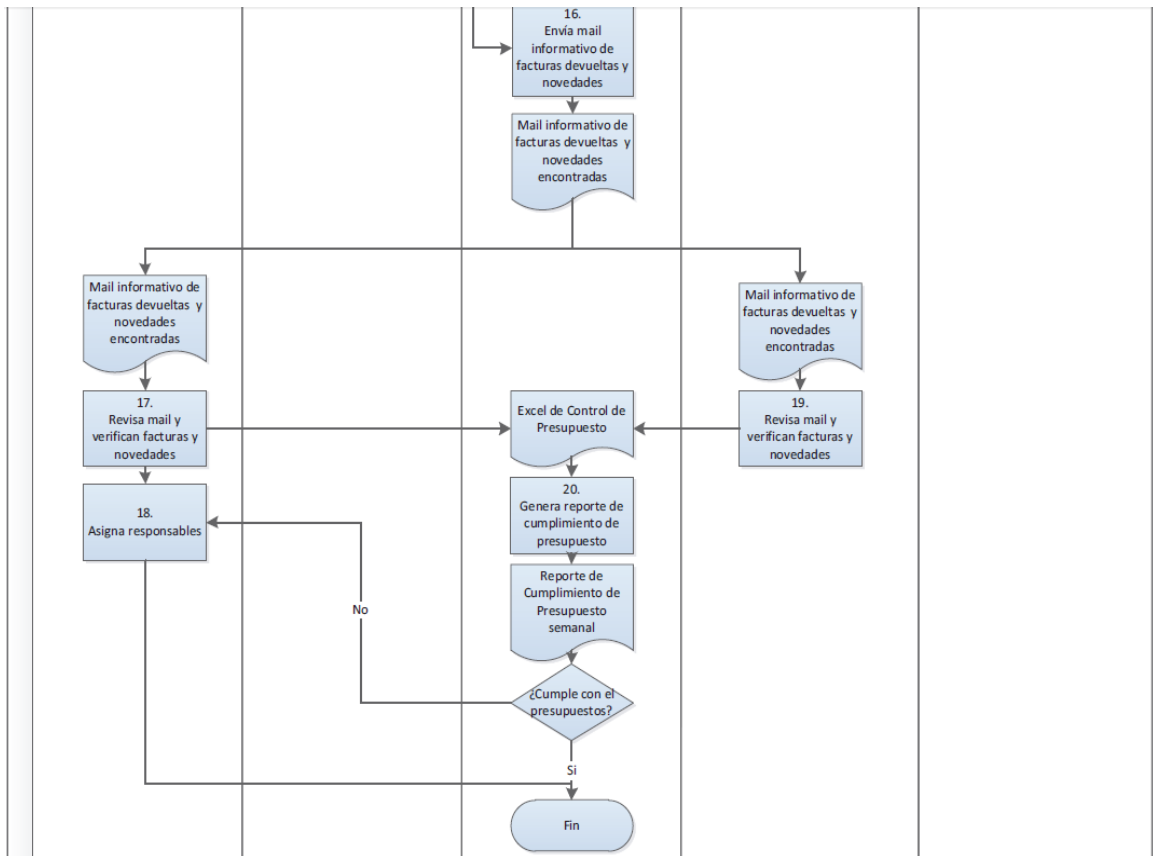 16.
Envía mail
informativo de
facturas devueltas y
novedades
Mail informativo de
facturas devueltas y
novedades
encontradas
Mail informativo de
facturas devueltas y
novedades
encontradas
Mail informativo de
facturas devueltas y
novedades
encontradas
17.
Revisa mail y
verifican facturas y
novedades
Excel de Control de
Presupuesto
19.
Revisa mail y
verifican facturas y
novedades
18.
Asigna responsables
20.
Genera reporte de
cumplimiento de
presupuesto
Reporte de
Cumplimiento de
Presupuesto
semanal
No
¿Cumple con el
presupuestos?
Si
Fin